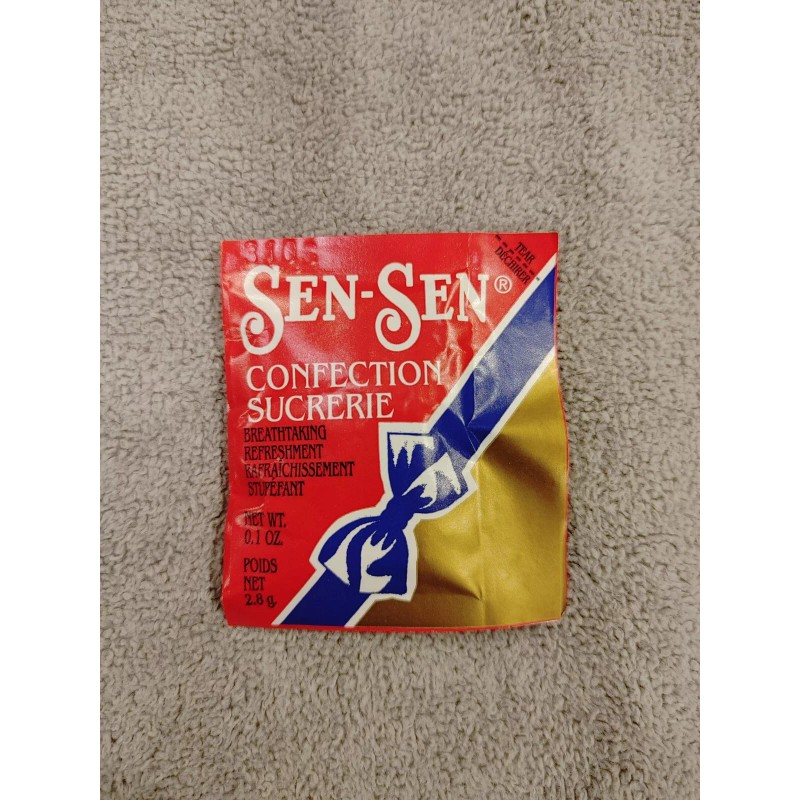 TEAR
DÉCHIRER
SEN-SEN®
CONFECTION
SUCRERIE
BREATHTAKING
REFRESHMENT
RAFRAÎCHISSEMENT
STUPÉFANT
NET WT.
0.1 OZ.
POIDS
NET
2.8 g.